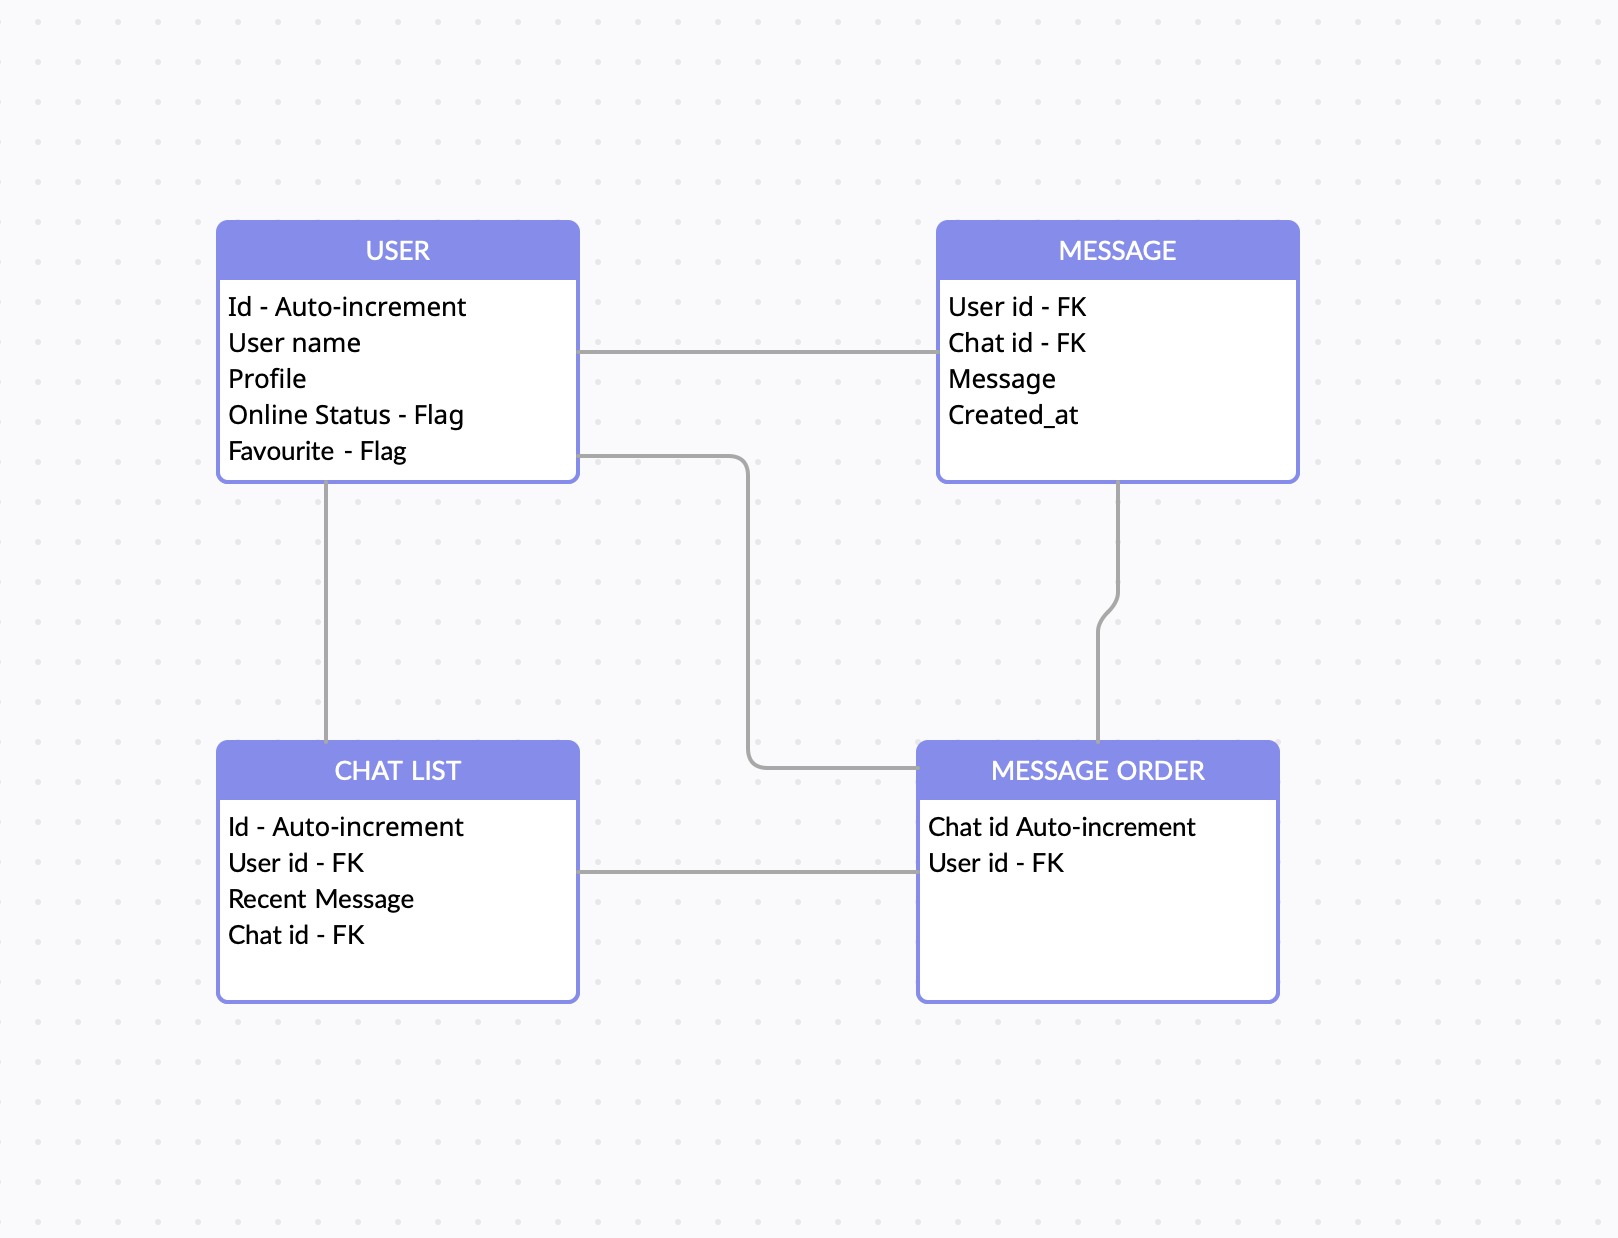 USER
Id - Auto-increment
User name
Profile
Online Status - Flag
Favourite - Flag
MESSAGE
User id - FK
Chat id - FK
Message
Created_at
CHAT LIST
Id - Auto-increment
User id - FK
Recent Message
Chat id - FK
MESSAGE ORDER
Chat id Auto-increment
User id - FK